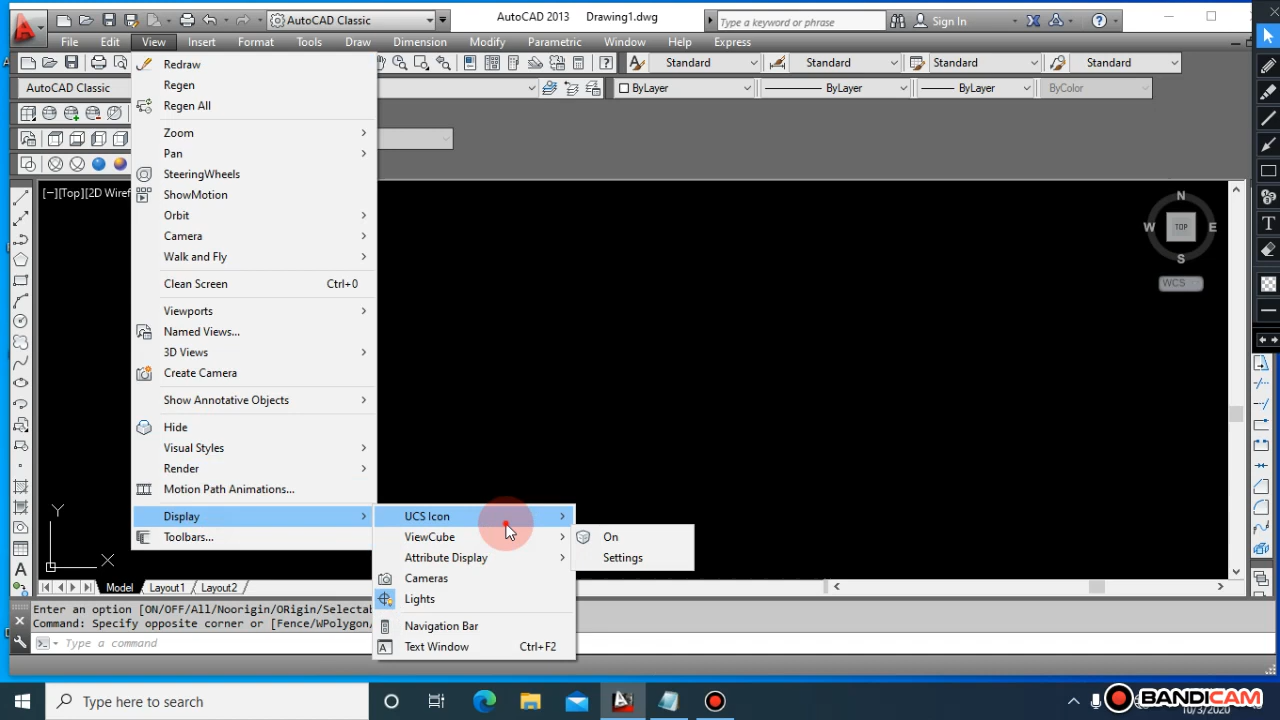 AutoCAD Classic
AutoCAD 2013 Drawing1.dwg
Type a keyword or phrase
Sign In
File Edit View Insert Format Tools Draw Dimension Modify Parametric Window Help Express
Standard Standard Standard Standard
AutoCAD Classic
ByLayer ByLayer ByLayer ByColor
[−][Top][2D Wiref
Redraw
Regen
Regen All
Zoom
Pan
SteeringWheels
ShowMotion
Orbit
Camera
Walk and Fly
Clean Screen Ctrl+0
Viewports
Named Views...
3D Views
Create Camera
Show Annotative Objects
Hide
Visual Styles
Render
Motion Path Animations...
Display
Toolbars...
UCS Icon
ViewCube
Attribute Display
Cameras
Lights
Navigation Bar
Text Window Ctrl+F2
On
Settings
N
W TOP E
S
WCS
Y
X
Model Layout1 Layout2
Enter an option [ON/OFF/All/Noorigin/ORigin/Selectab
Command: Specify opposite corner or [Fence/WPolygon/
Type a command
Type here to search
BANDICAM
10/3/2020